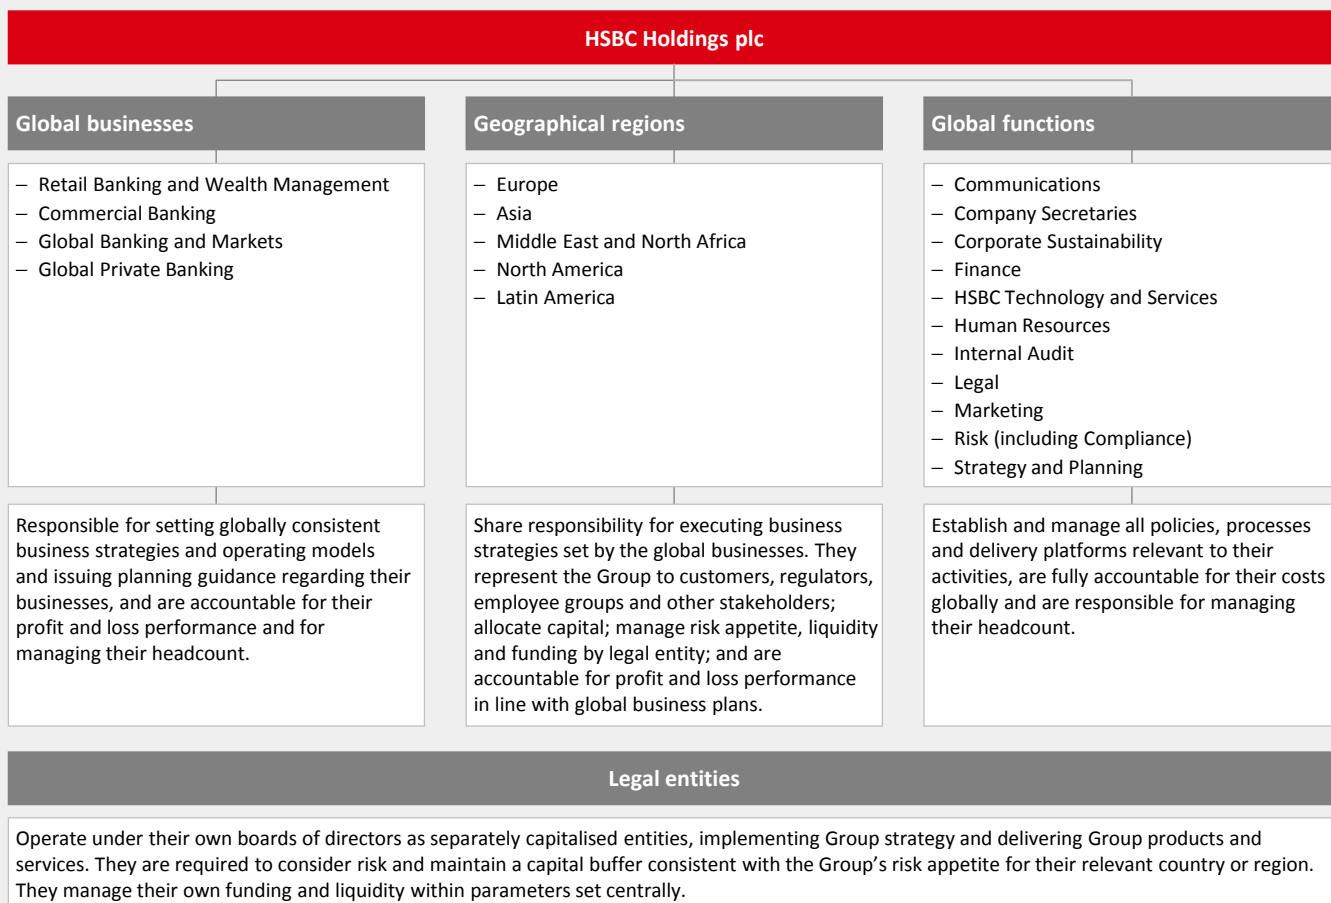 HSBC Holdings plc
Global businesses
– Retail Banking and Wealth Management
– Commercial Banking
– Global Banking and Markets
– Global Private Banking
Responsible for setting globally consistent
business strategies and operating models
and issuing planning guidance regarding their
businesses, and are accountable for their
profit and loss performance and for
managing their headcount.
Geographical regions
– Europe
– Asia
– Middle East and North Africa
– North America
– Latin America
Share responsibility for executing business
strategies set by the global businesses. They
represent the Group to customers, regulators,
employee groups and other stakeholders;
allocate capital; manage risk appetite, liquidity
and funding by legal entity; and are
accountable for profit and loss performance
in line with global business plans.
Global functions
– Communications
– Company Secretaries
– Corporate Sustainability
– Finance
– HSBC Technology and Services
– Human Resources
– Internal Audit
– Legal
– Marketing
– Risk (including Compliance)
– Strategy and Planning
Establish and manage all policies, processes
and delivery platforms relevant to their
activities, are fully accountable for their costs
globally and are responsible for managing
their headcount.
Legal entities
Operate under their own boards of directors as separately capitalised entities, implementing Group strategy and delivering Group products and
services. They are required to consider risk and maintain a capital buffer consistent with the Group’s risk appetite for their relevant country or region.
They manage their own funding and liquidity within parameters set centrally.